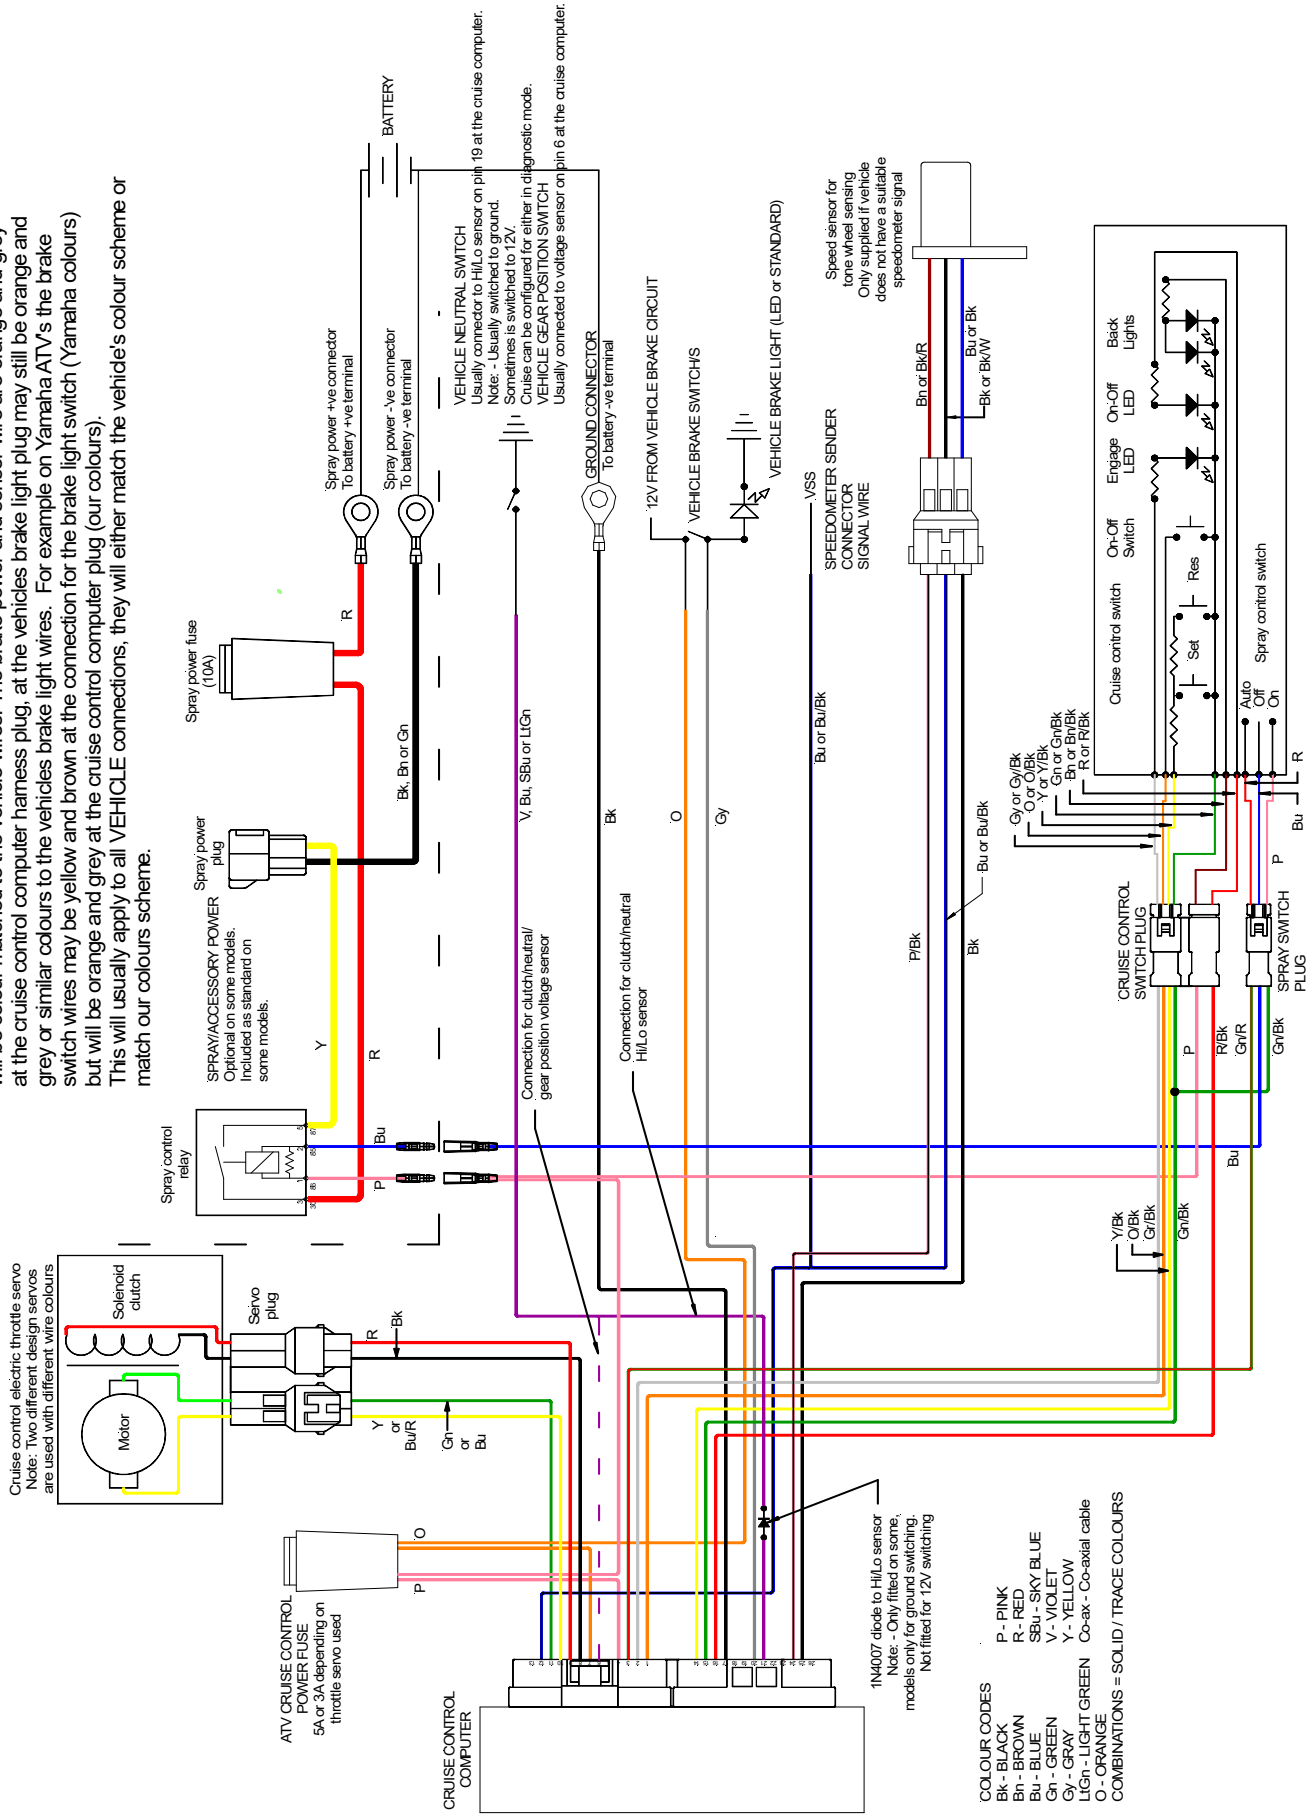 at the cruise control computer harness plug, at the vehicles brake light plug may still be orange and
grey or similar colours to the vehicles brake light wires. For example on Yamaha ATV's the brake
switch wires may be yellow and brown at the connection for the brake light switch (Yamaha colours)
but will be orange and grey at the cruise control computer plug (our colours).
This will usually apply to all VEHICLE connections, they will either match the vehicle's colour scheme or
match our colours scheme.
Cruise control electric throttle servo
Note: Two different design servos
are used with different wire colours
Solenoid
clutch
Motor
Servo
plug
R
Bk
Y
or
Bu/R
Gn
or
Bu
ATV CRUISE CONTROL
POWER FUSE
5A or 3A depending on
throttle servo used
O
P
CRUISE CONTROL
COMPUTER
Spray control
relay
P
Bu
SPRAY/ACCESSORY POWER
Optional on some models.
Included as standard on
some models.
Y
R
Spray power
plug
Bk, Bn or Gn
Spray power fuse
(10A)
R
Spray power +ve connector
To battery +ve terminal
Spray power -ve connector
To battery -ve terminal
BATTERY
VEHICLE NEUTRAL SWITCH
Usually connector to Hi/Lo sensor on pin 19 at the cruise computer.
Note: - Usually switched to ground.
Sometimes is switched to 12V.
Cruise can be configured for either in diagnostic mode.
VEHICLE GEAR POSITION SWITCH
Usually connected to voltage sensor on pin 6 at the cruise computer.
GROUND CONNECTOR
To battery -ve terminal
V, Bu, SBu or LtGn
Connection for clutch/neutral/
gear position voltage sensor
Bk
Connection for clutch/neutral
Hi/Lo sensor
12V FROM VEHICLE BRAKE CIRCUIT
VEHICLE BRAKE SWITCH/S
VEHICLE BRAKE LIGHT (LED or STANDARD)
O
Gy
VSS
SPEEDOMETER SENDER
CONNECTOR
SIGNAL WIRE
Bu or Bu/Bk
Speed sensor for
tone wheel sensing
Only supplied if vehicle
does not have a suitable
speedometer signal
Bn or Bk/R
Bu or Bk
Bk or Bk/W
P/Bk
Bu or Bu/Bk
Bk
1N4007 diode to Hi/Lo sensor
Note: - Only fitted on some,
models only for ground switching.
Not fitted for 12V switching
COLOUR CODES
Bk - BLACK
Bn - BROWN
Bu - BLUE
Gn - GREEN
Gy - GRAY
LtGn - LIGHT GREEN
O - ORANGE
P - PINK
R - RED
SBu - SKY BLUE
V - VIOLET
Y - YELLOW
Co-ax - Co-axial cable
COMBINATIONS = SOLID / TRACE COLOURS
Y/Bk
O/Bk
Gr/Bk
Gn/Bk
Bu
P
R/Bk
Gn/R
Gn/Bk
CRUISE CONTROL
SWITCH PLUG
SPRAY SWITCH
PLUG
Gy or Gy/Bk
O or O/Bk
Y or Y/Bk
Gn or Gn/Bk
Bn or Bn/Bk
R or R/Bk
P
Bu
R
Cruise control switch
Set
Res
On-Off
Switch
Engage
LED
On-Off
LED
Back
Lights
Auto
Off
On
Spray control switch